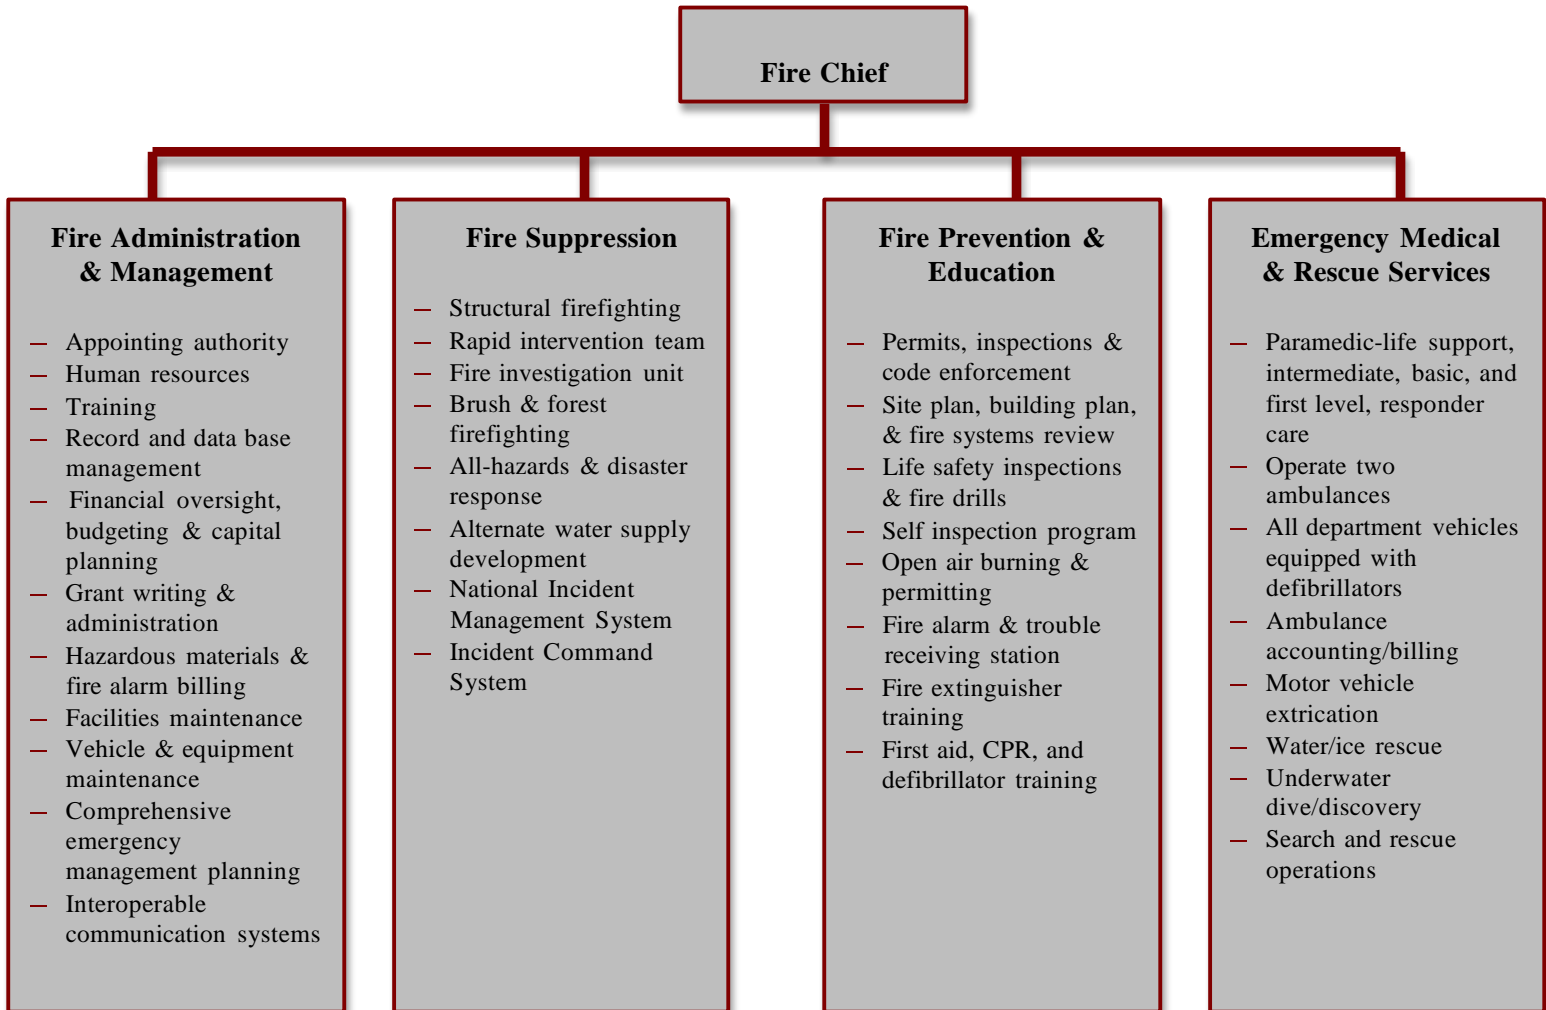 Fire Chief
Fire Administration
& Management
— Appointing authority
— Human resources
— Training
— Record and data base
management
— Financial oversight,
budgeting & capital
planning
— Grant writing &
administration
— Hazardous materials &
fire alarm billing
— Facilities maintenance
— Vehicle & equipment
maintenance
— Comprehensive
emergency
management planning
— Interoperable
communication systems
Fire Suppression
— Structural firefighting
— Rapid intervention team
— Fire investigation unit
— Brush & forest
firefighting
— All-hazards & disaster
response
— Alternate water supply
development
— National Incident
Management System
— Incident Command
System
Fire Prevention &
Education
— Permits, inspections &
code enforcement
— Site plan, building plan,
& fire systems review
— Life safety inspections
& fire drills
— Self inspection program
— Open air burning &
permitting
— Fire alarm & trouble
receiving station
— Fire extinguisher
training
— First aid, CPR, and
defibrillator training
Emergency Medical
& Rescue Services
— Paramedic-life support,
intermediate, basic, and
first level, responder
care
— Operate two
ambulances
— All department vehicles
equipped with
defibrillators
— Ambulance
accounting/billing
— Motor vehicle
extrication
— Water/ice rescue
— Underwater
dive/discovery
— Search and rescue
operations